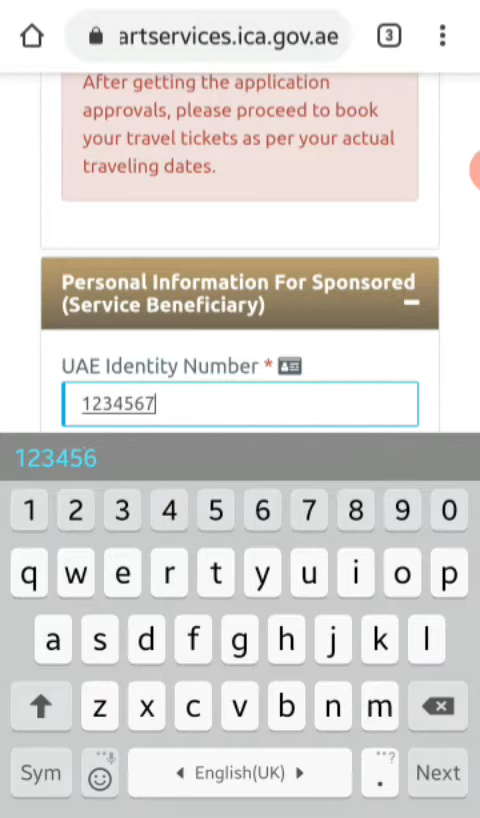 artservices.ica.gov.ae
3
After getting the application
approvals, please proceed to book
your travel tickets as per your actual
traveling dates.
Personal Information For Sponsored
(Service Beneficiary)
UAE Identity Number *
1234567
123456
1 2 3 4 5 6 7 8 9 0
q w e r t y u i o p
a s d f g h j k l
z x c v b n m
Sym English(UK) . Next